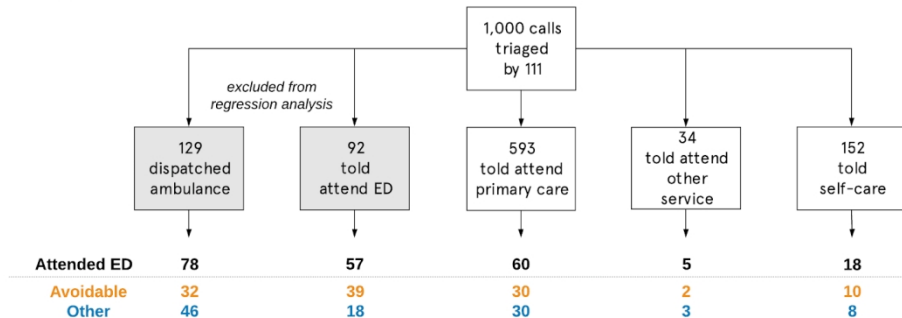 1,000 calls
triaged
by 111
excluded from
regression analysis
129
dispatched
ambulance
92
told
attend ED
593
told attend
primary care
34
told attend
other
service
152
told
self-care
Attended ED 78 57 60 5 18
Avoidable 32 39 30 2 10
Other 46 18 30 3 8